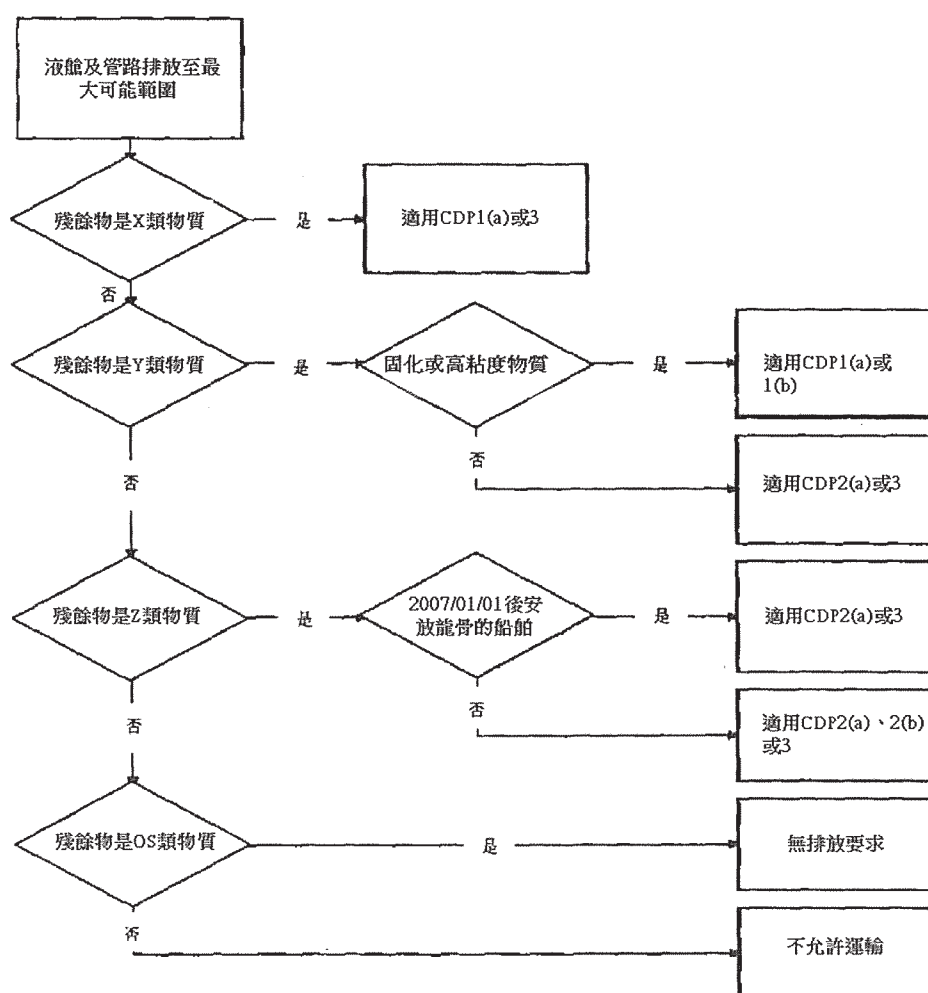 液艙及管路排放至最
大可能範圍
殘餘物是X類物質
是
適用CDP1(a)或3
否
殘餘物是Y類物質
是
固化或高粘度物質
是
適用CDP1(a)或
1(b)
否
適用CDP2(a)或3
否
殘餘物是Z類物質
是
2007/01/01後安
放龍骨的船舶
是
適用CDP2(a)或3
否
適用CDP2(a)、2(b)
或3
否
殘餘物是OS類物質
是
無排放要求
否
不允許運輸